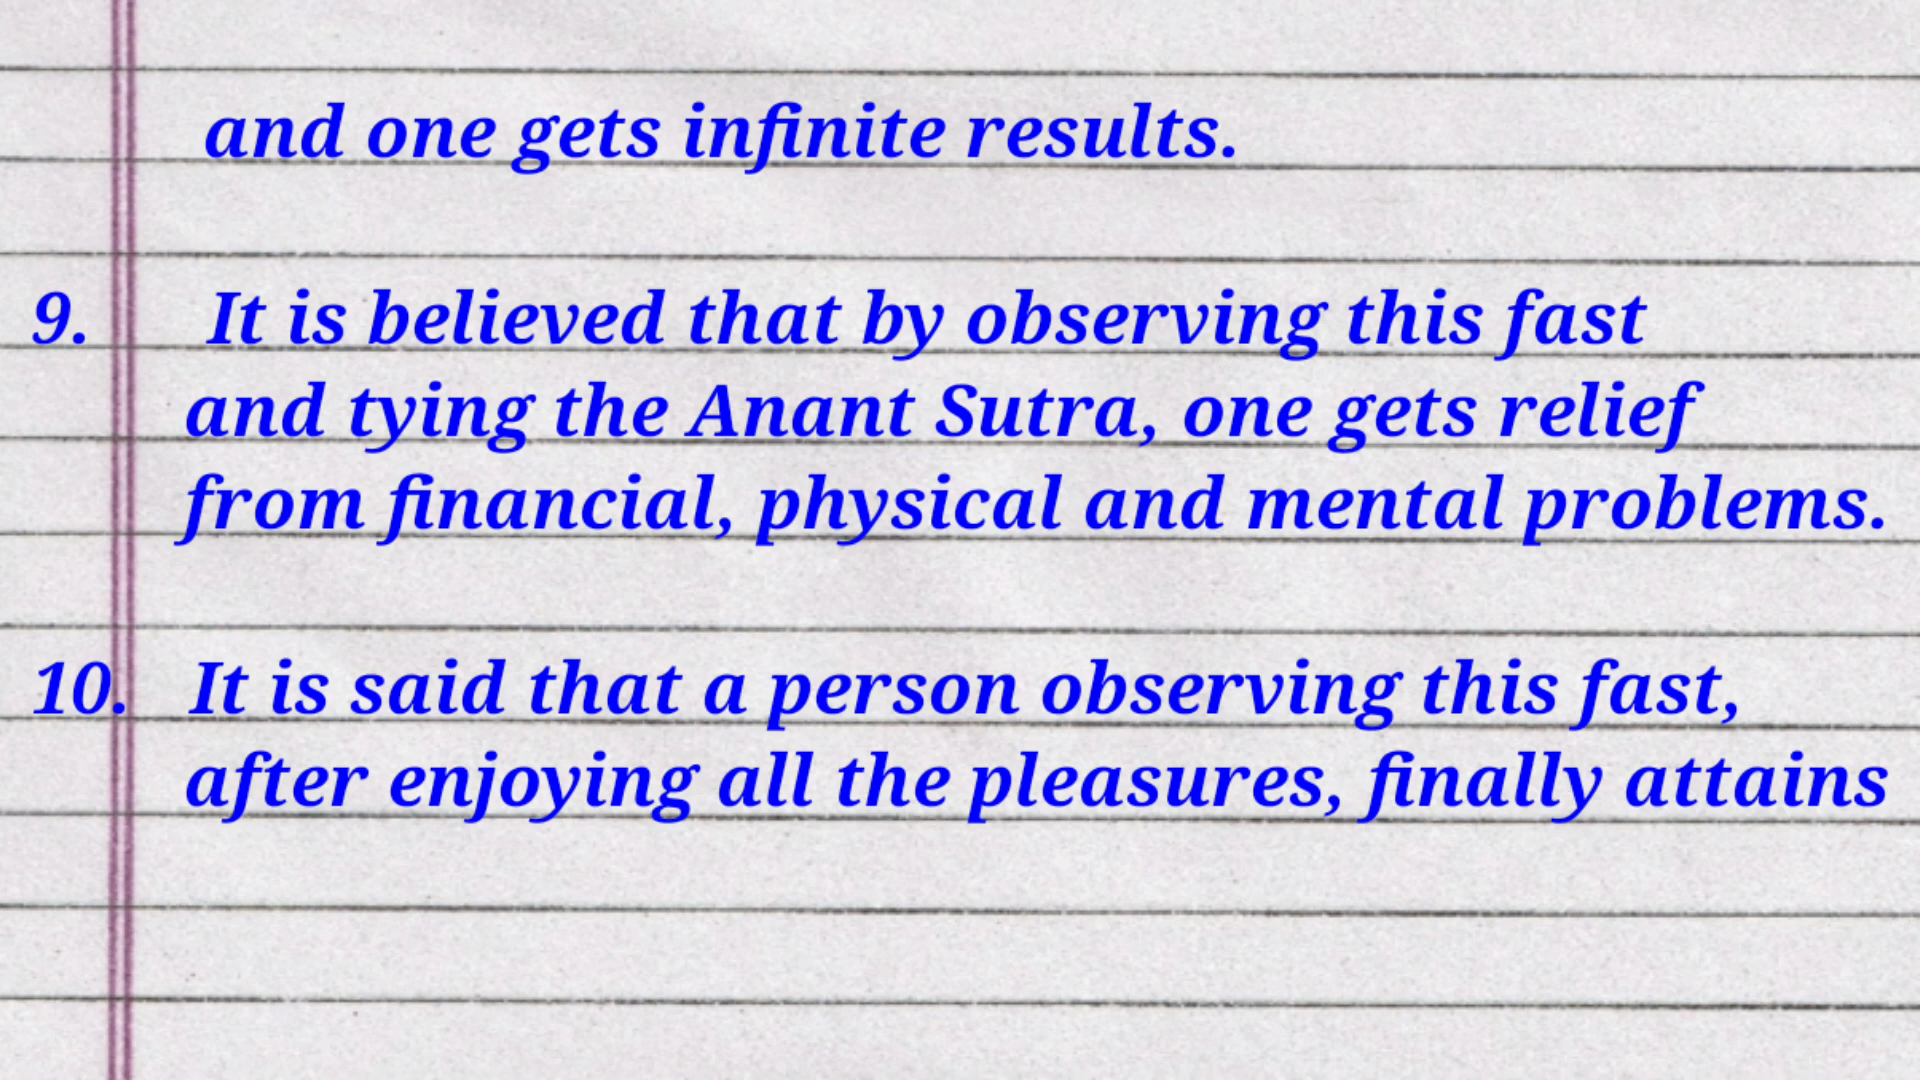 and one gets infinite results.
9. It is believed that by observing this fast
and tying the Anant Sutra, one gets relief
from financial, physical and mental problems.
10. It is said that a person observing this fast,
after enjoying all the pleasures, finally attains